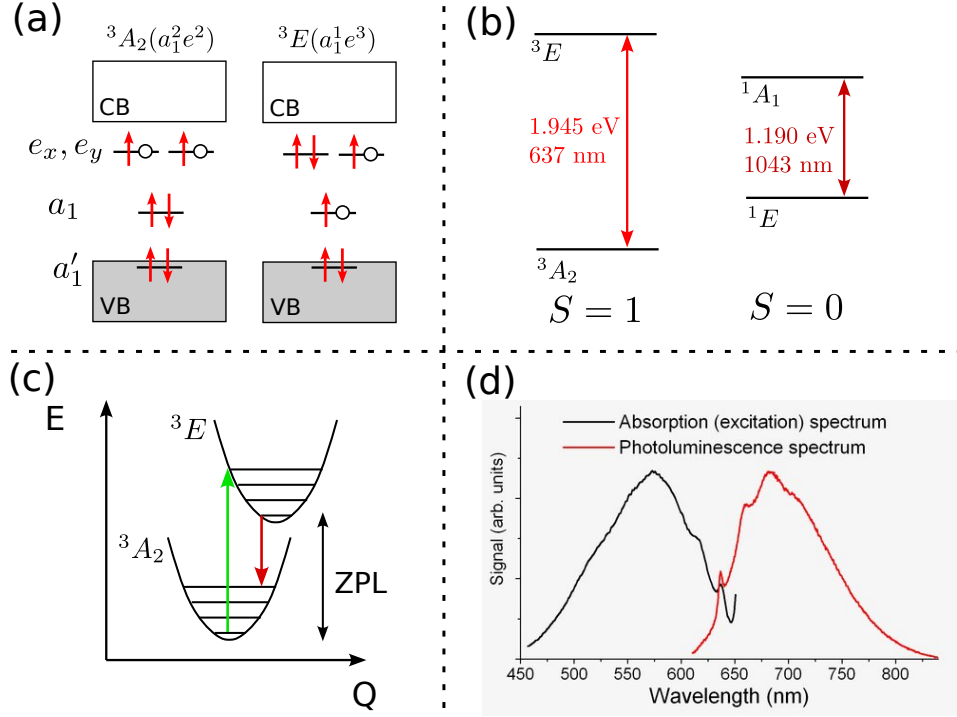 (a)
³A₂(a₁²e²)
³E(a₁¹e³)
CB
CB
eₓ, e_y
a₁
a₁′
VB
VB
(b)
³E
¹A₁
1.945 eV
637 nm
1.190 eV
1043 nm
¹E
³A₂
S = 1
S = 0
(c)
E
³E
³A₂
ZPL
Q
(d)
Absorption (excitation) spectrum
Photoluminescence spectrum
Signal (arb. units)
450 500 550 600 650 700 750 800
Wavelength (nm)